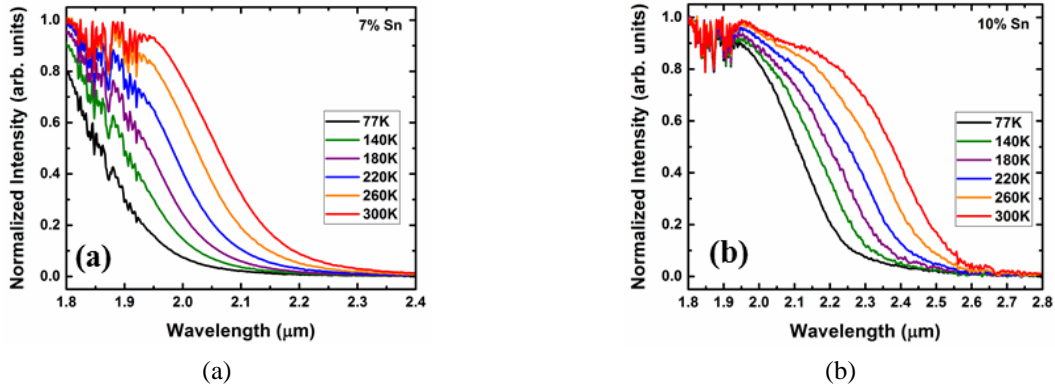 7% Sn
Normalized Intensity (arb. units)
1.0
0.8
0.6
0.4
0.2
0.0
77K
140K
180K
220K
260K
300K
(a)
1.8 1.9 2.0 2.1 2.2 2.3 2.4
Wavelength (μm)
(a)
10% Sn
Normalized Intensity (arb. units)
1.0
0.8
0.6
0.4
0.2
0.0
77K
140K
180K
220K
260K
300K
(b)
1.8 1.9 2.0 2.1 2.2 2.3 2.4 2.5 2.6 2.7 2.8
Wavelength (μm)
(b)